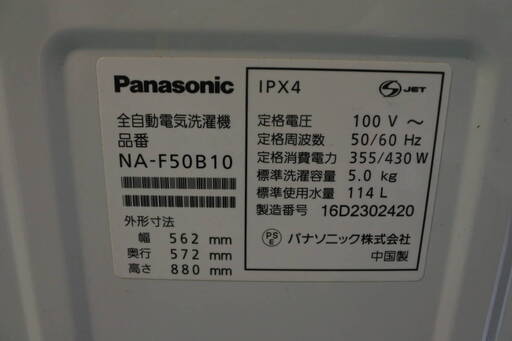 Panasonic
全自動電気洗濯機
品番
NA-F50B10
外形寸法
幅 562 mm
奥行 572 mm
高さ 880 mm
IPX4
S JET
定格電圧 100 V ～
定格周波数 50/60 Hz
定格消費電力 355/430 W
標準洗濯容量 5.0 kg
標準使用水量 114 L
製造番号 16D2302420
PSE パナソニック株式会社
中国製